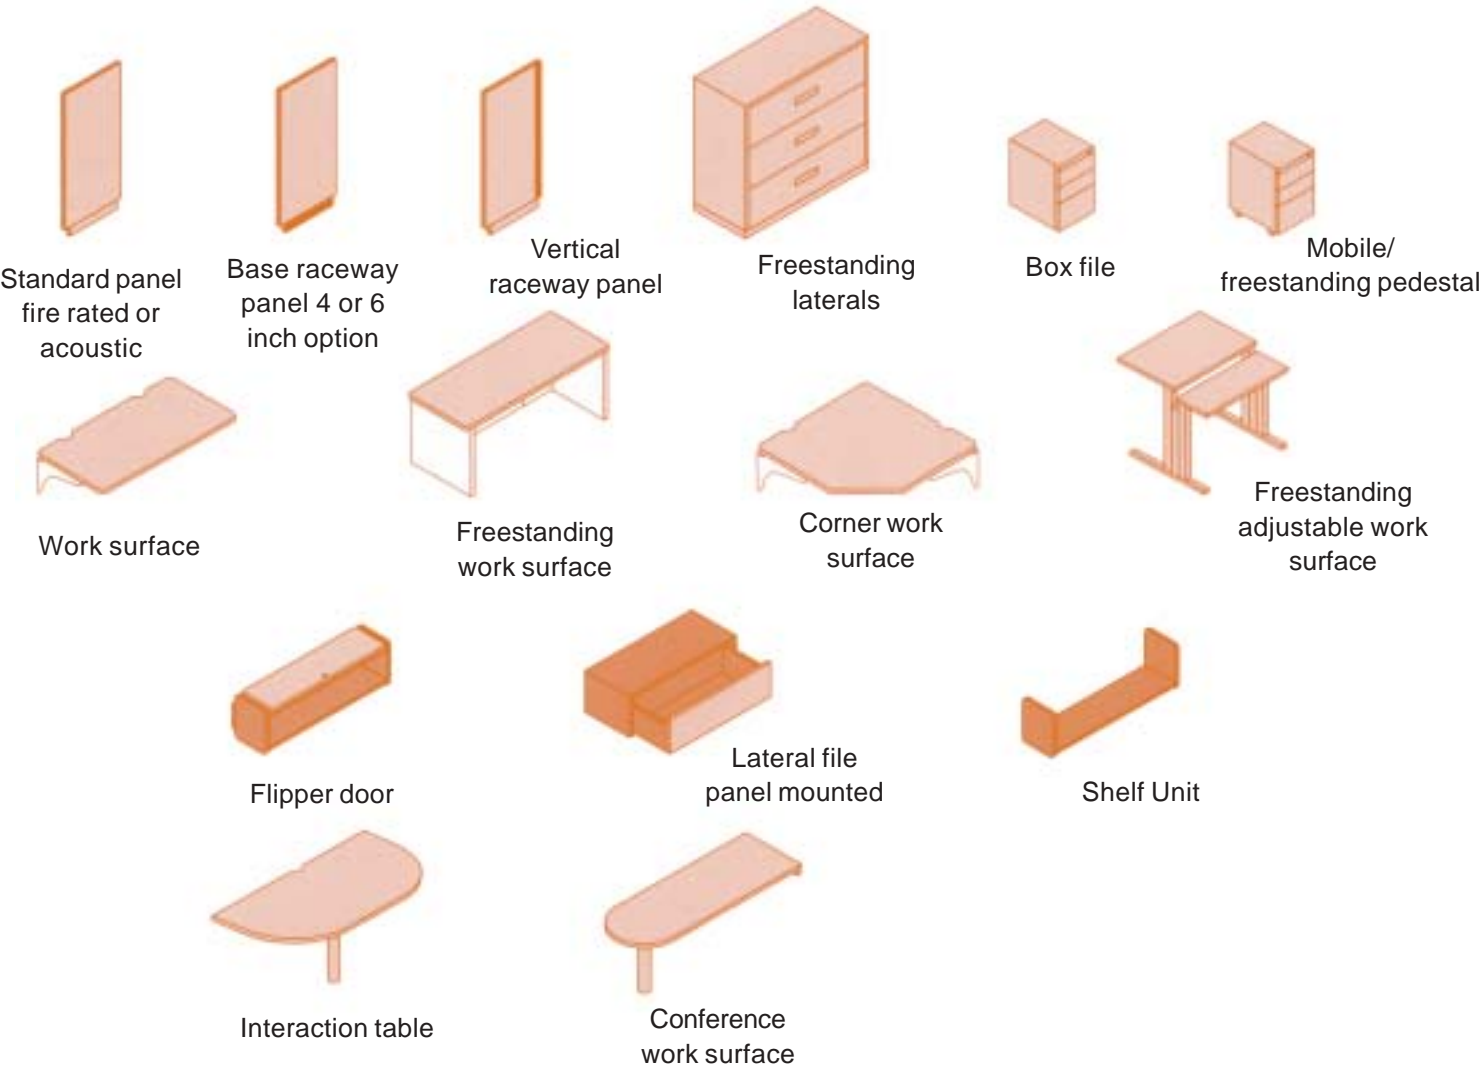 Standard panel
fire rated or
acoustic
Base raceway
panel 4 or 6
inch option
Vertical
raceway panel
Freestanding
laterals
Box file
Mobile/
freestanding pedestal
Work surface
Freestanding
work surface
Corner work
surface
Freestanding
adjustable work
surface
Flipper door
Lateral file
panel mounted
Shelf Unit
Interaction table
Conference
work surface